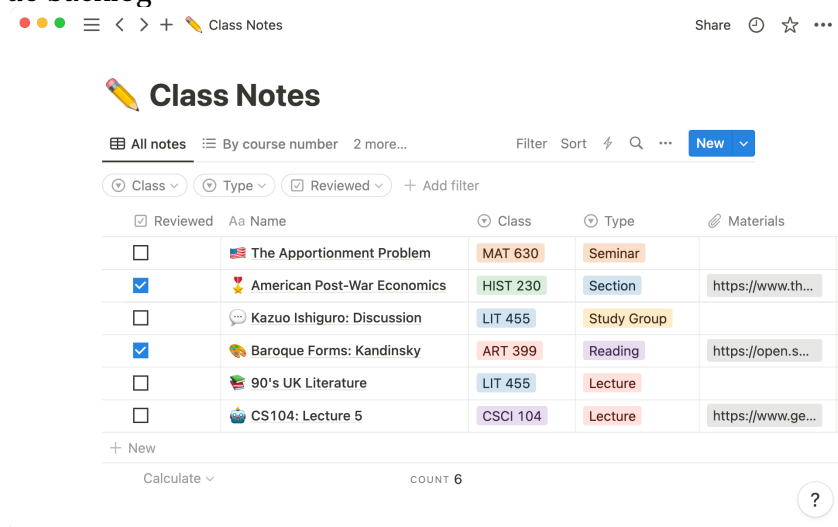 Class Notes Share
Class Notes
All notes By course number 2 more... Filter Sort New
Class Type Reviewed + Add filter
Reviewed Aa Name Class Type Materials
The Apportionment Problem MAT 630 Seminar
American Post-War Economics HIST 230 Section https://www.th...
Kazuo Ishiguro: Discussion LIT 455 Study Group
Baroque Forms: Kandinsky ART 399 Reading https://open.s...
90's UK Literature LIT 455 Lecture
CS104: Lecture 5 CSCI 104 Lecture https://www.ge...
+ New
Calculate COUNT 6
?